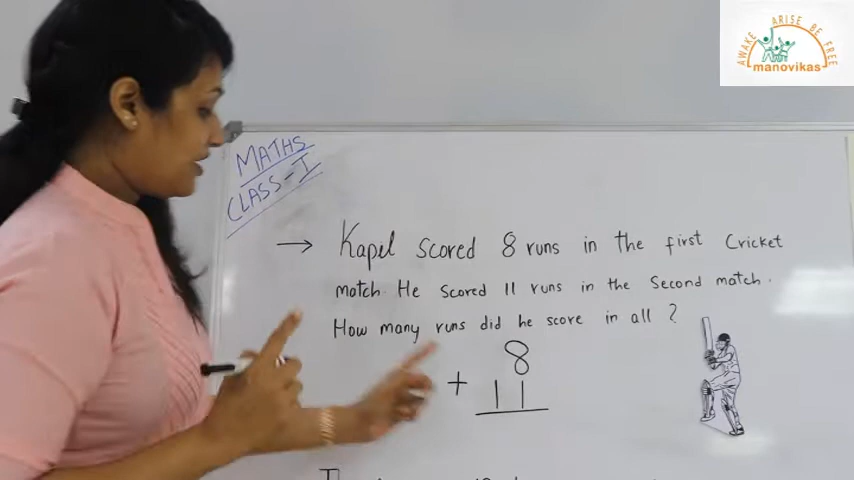 AWAKE ARISE BE FREE
manovikas
MATHS
CLASS-I
→ Kapel scored 8 runs in the first Cricket
match. He scored 11 runs in the Second match.
How many runs did he score in all ?
8
+ 11